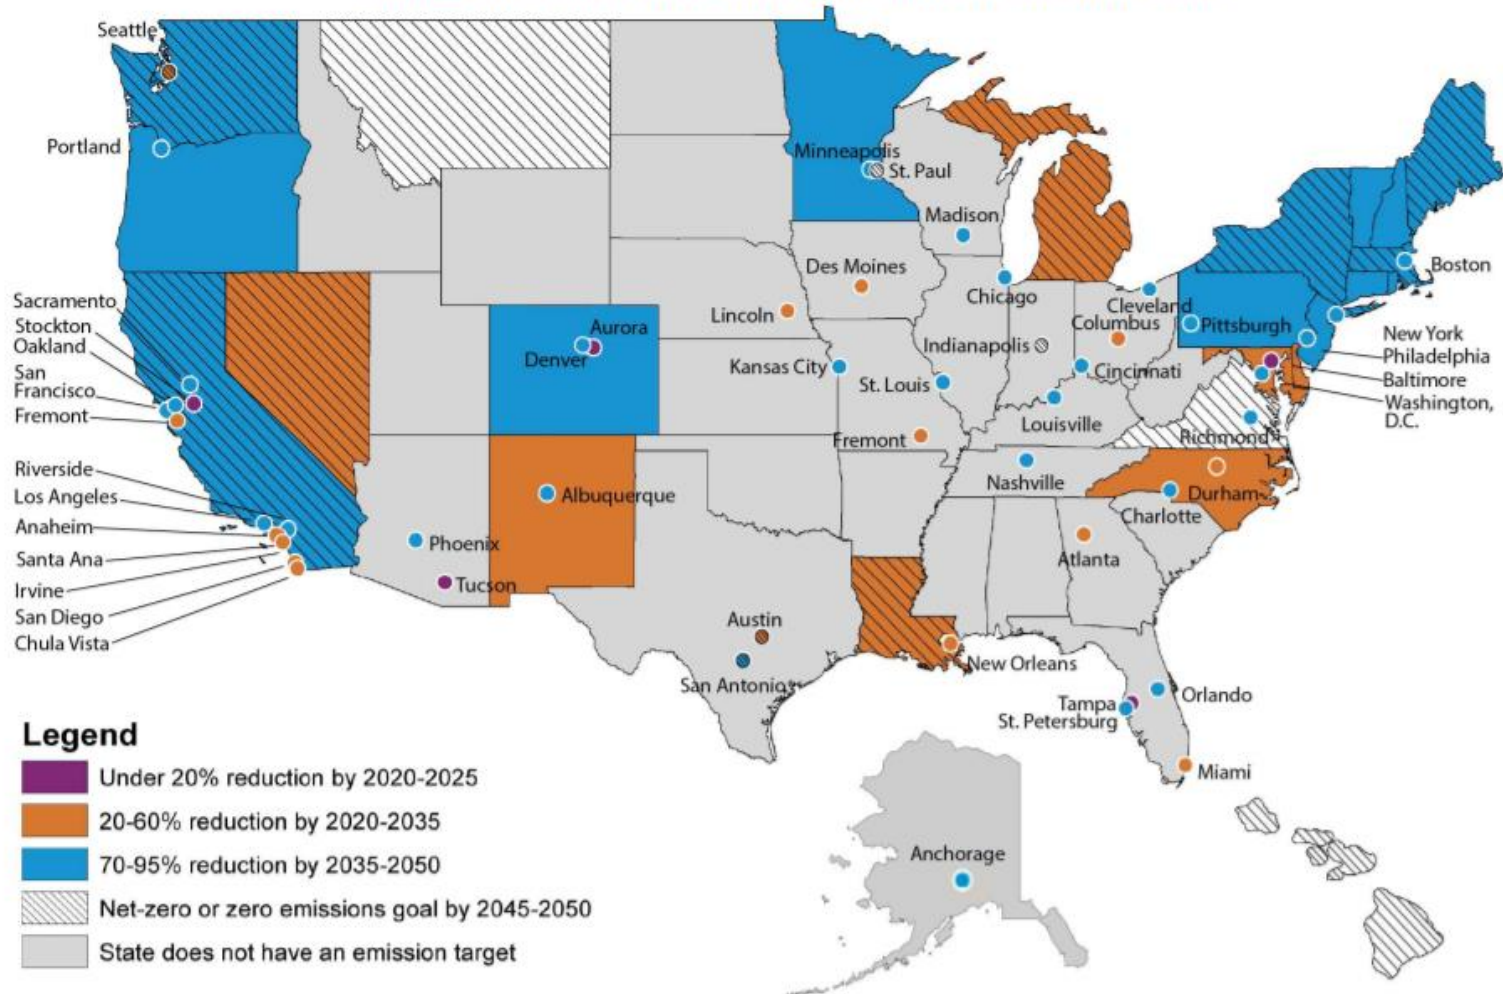 Seattle
Portland
Minneapolis
St. Paul
Madison
Des Moines
Boston
Chicago
Cleveland
Sacramento
Stockton
Oakland
San
Francisco
Fremont
Lincoln
Columbus
Pittsburgh
Aurora
Denver
Indianapolis
New York
Philadelphia
Baltimore
Washington,
D.C.
Kansas City
St. Louis
Cincinnati
Louisville
Richmond
Fremont
Riverside
Los Angeles
Anaheim
Santa Ana
Irvine
San Diego
Chula Vista
Nashville
Durham
Charlotte
Albuquerque
Phoenix
Tucson
Atlanta
Austin
San Antonio
New Orleans
Orlando
Tampa
St. Petersburg
Miami
Anchorage
Legend
Under 20% reduction by 2020-2025
20-60% reduction by 2020-2035
70-95% reduction by 2035-2050
Net-zero or zero emissions goal by 2045-2050
State does not have an emission target